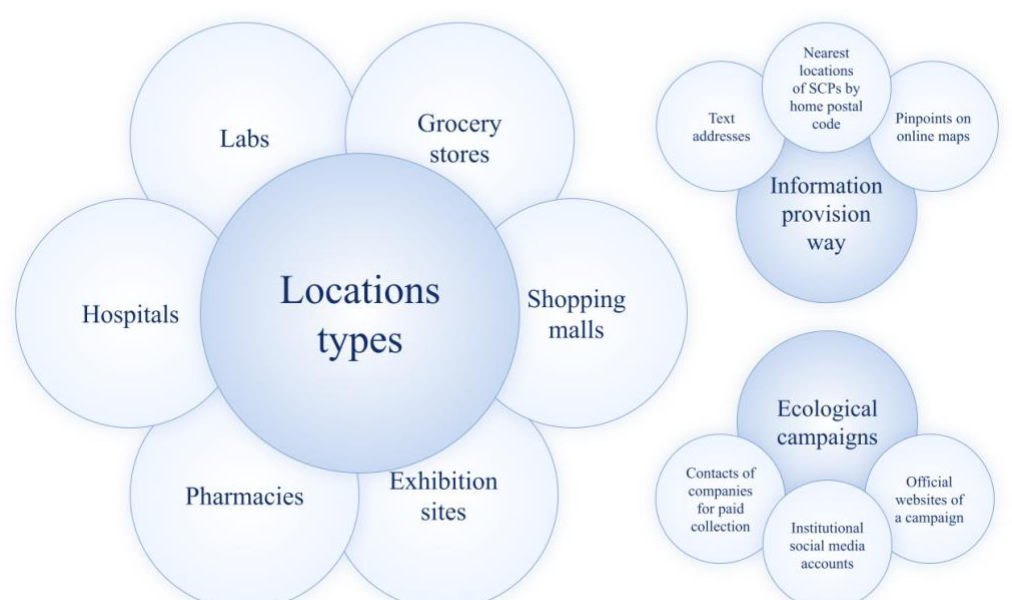 Labs
Grocery
stores
Hospitals
Locations
types
Shopping
malls
Pharmacies
Exhibition
sites
Text
addresses
Nearest
locations
of SCPs by
home postal
code
Pinpoints on
online maps
Information
provision
way
Ecological
campaigns
Contacts of
companies
for paid
collection
Institutional
social media
accounts
Official
websites of
a campaign